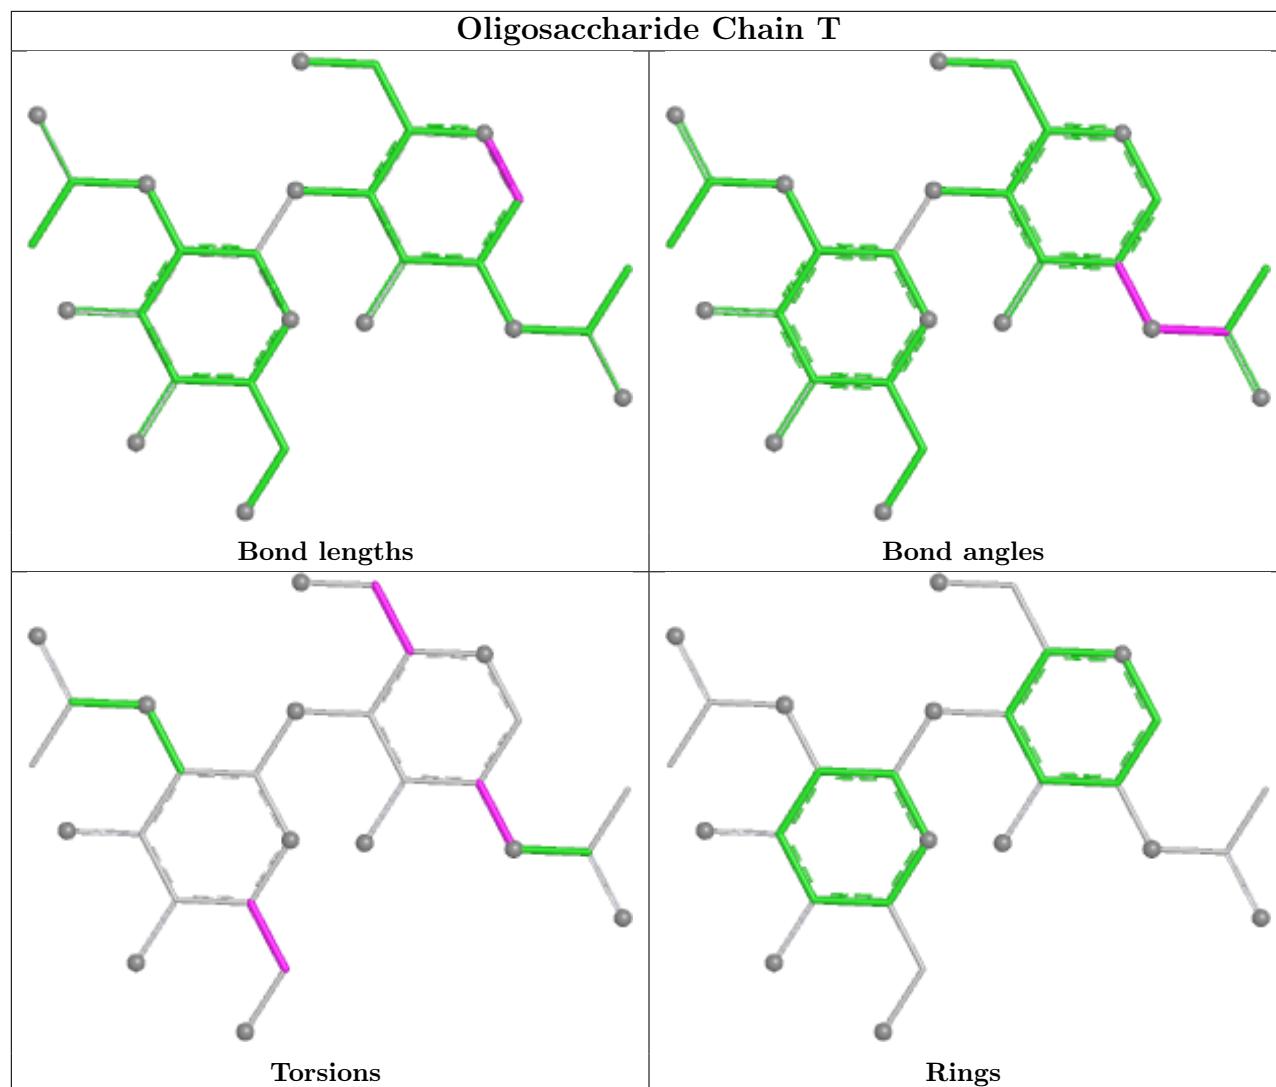 Oligosaccharide Chain T
Bond lengths
Bond angles
Torsions
Rings